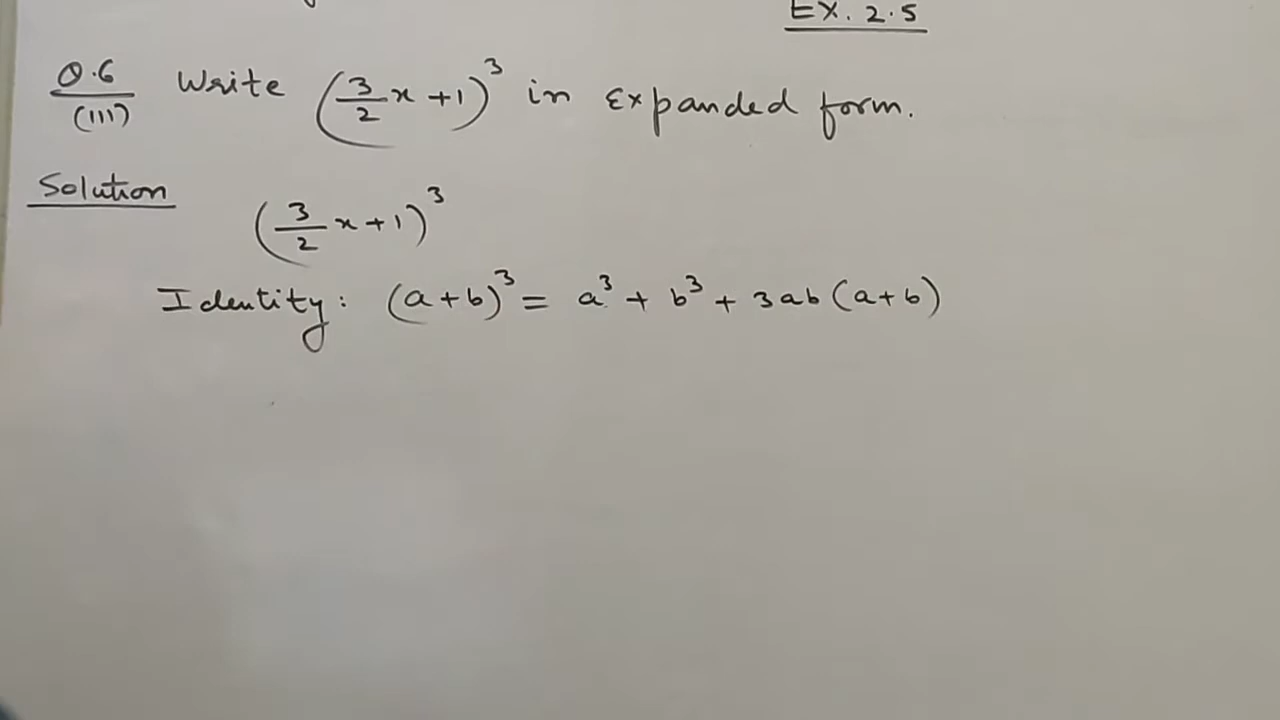 Ex. 2.5
Q.6 (iii) Write (3/2 x + 1)³ in Expanded form.
Solution
(3/2 x + 1)³
Identity: (a + b)³ = a³ + b³ + 3ab(a + b)